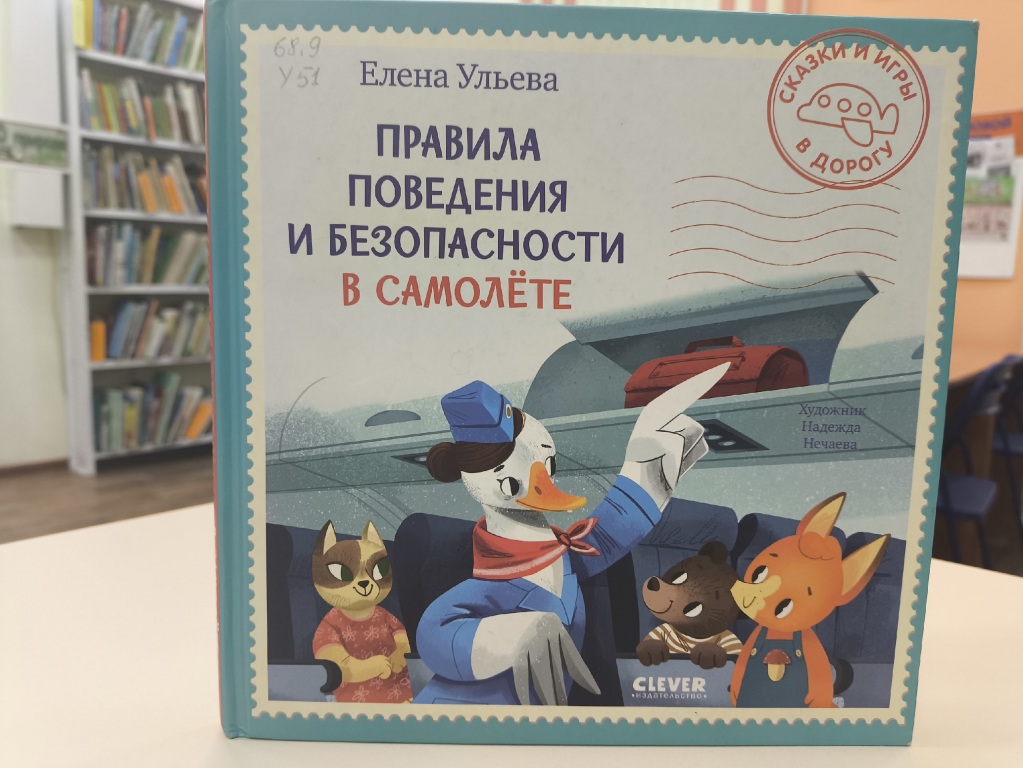 68.9
У51
Елена Ульева
ПРАВИЛА
ПОВЕДЕНИЯ
И БЕЗОПАСНОСТИ
В САМОЛЁТЕ
СКАЗКИ И ИГРЫ
В ДОРОГУ
Художник
Надежда
Нечаева
CLEVER
ИЗДАТЕЛЬСТВО